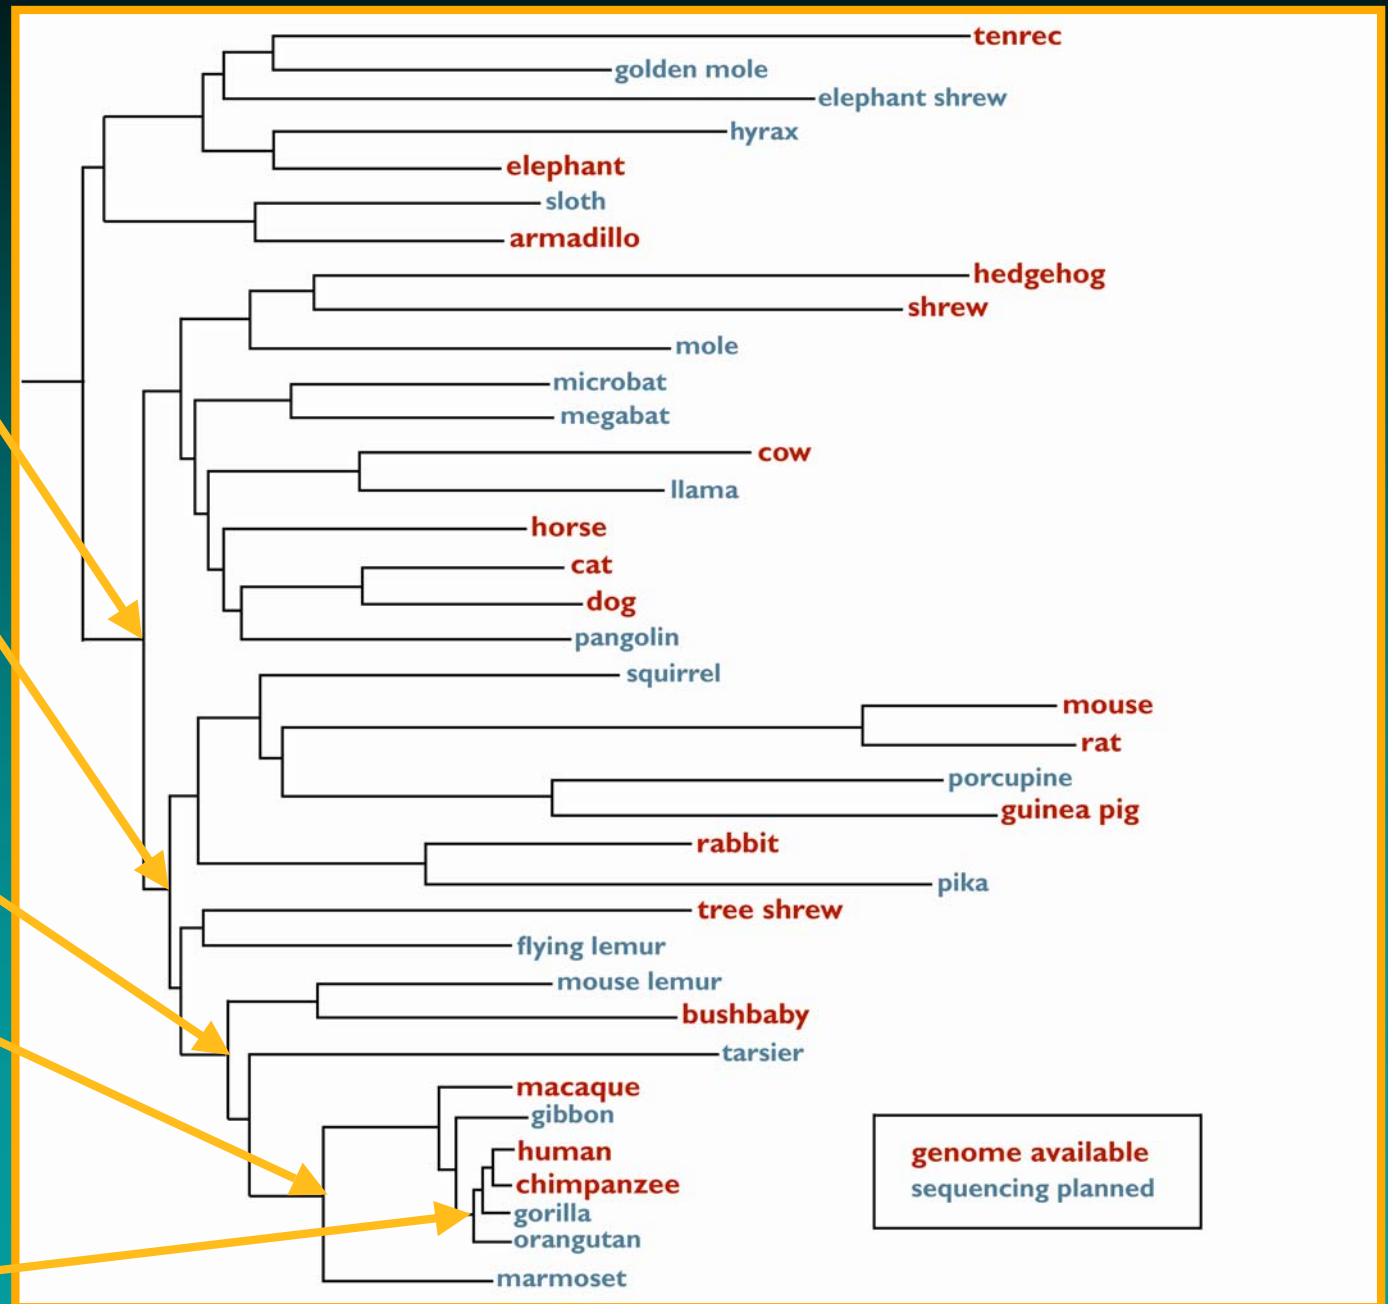 tenrec
golden mole
elephant shrew
hyrax
elephant
sloth
armadillo
hedgehog
shrew
mole
microbat
megabat
cow
llama
horse
cat
dog
pangolin
squirrel
mouse
rat
porcupine
guinea pig
rabbit
pika
tree shrew
flying lemur
mouse lemur
bushbaby
tarsier
macaque
gibbon
human
chimpanzee
gorilla
orangutan
marmoset
genome available
sequencing planned